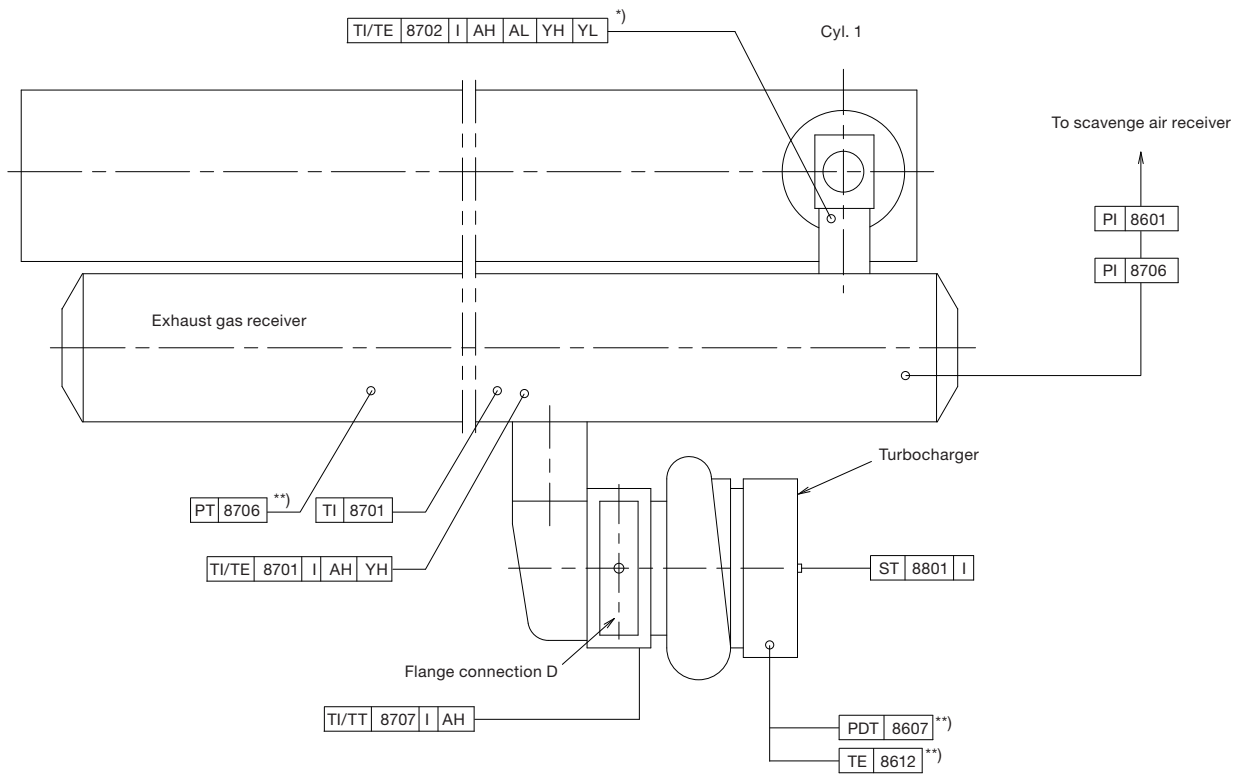 TI/TE 8702 I AH AL YH YL *)
Cyl. 1
To scavenge air receiver
PI 8601
PI 8706
Exhaust gas receiver
Turbocharger
PT 8706 **)
TI 8701
TI/TE 8701 I AH YH
ST 8801 I
Flange connection D
TI/TT 8707 I AH
PDT 8607 **)
TE 8612 **)